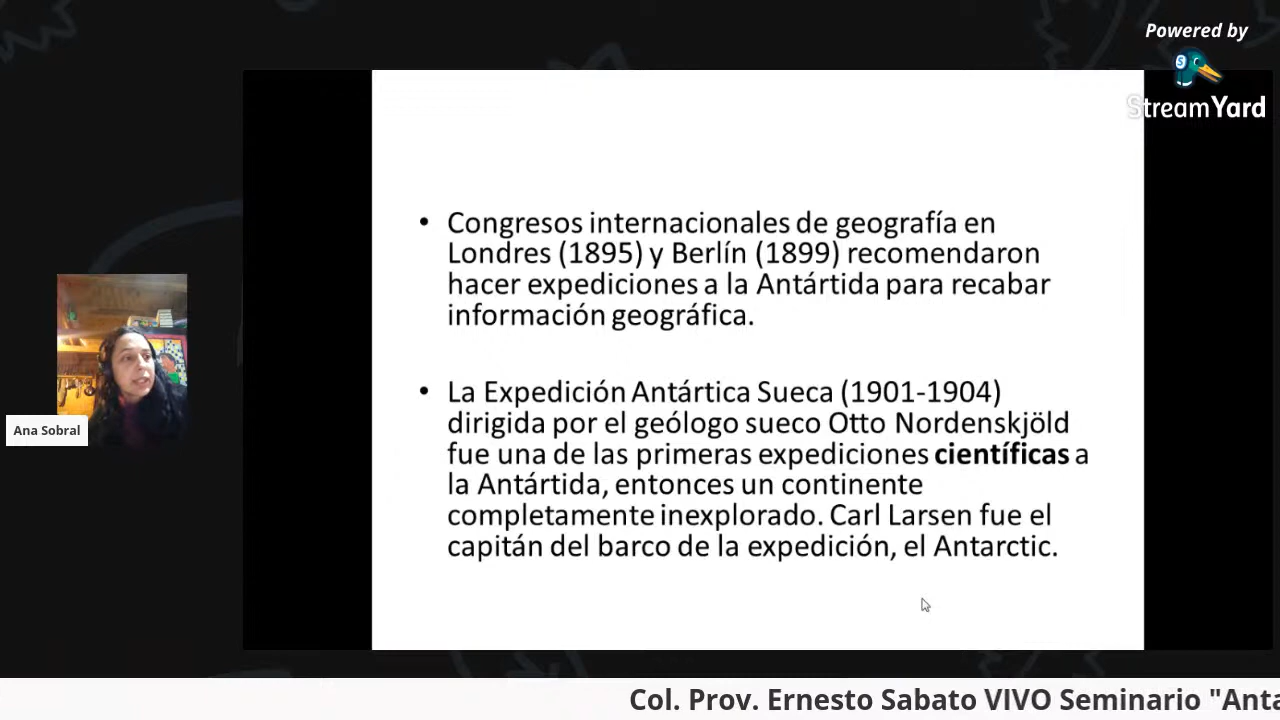 Powered by
StreamYard
• Congresos internacionales de geografía en
Londres (1895) y Berlín (1899) recomendaron
hacer expediciones a la Antártida para recabar
información geográfica.
• La Expedición Antártica Sueca (1901-1904)
dirigida por el geólogo sueco Otto Nordenskjöld
fue una de las primeras expediciones científicas a
la Antártida, entonces un continente
completamente inexplorado. Carl Larsen fue el
capitán del barco de la expedición, el Antarctic.
Ana Sobral
Col. Prov. Ernesto Sabato VIVO Seminario "Anta